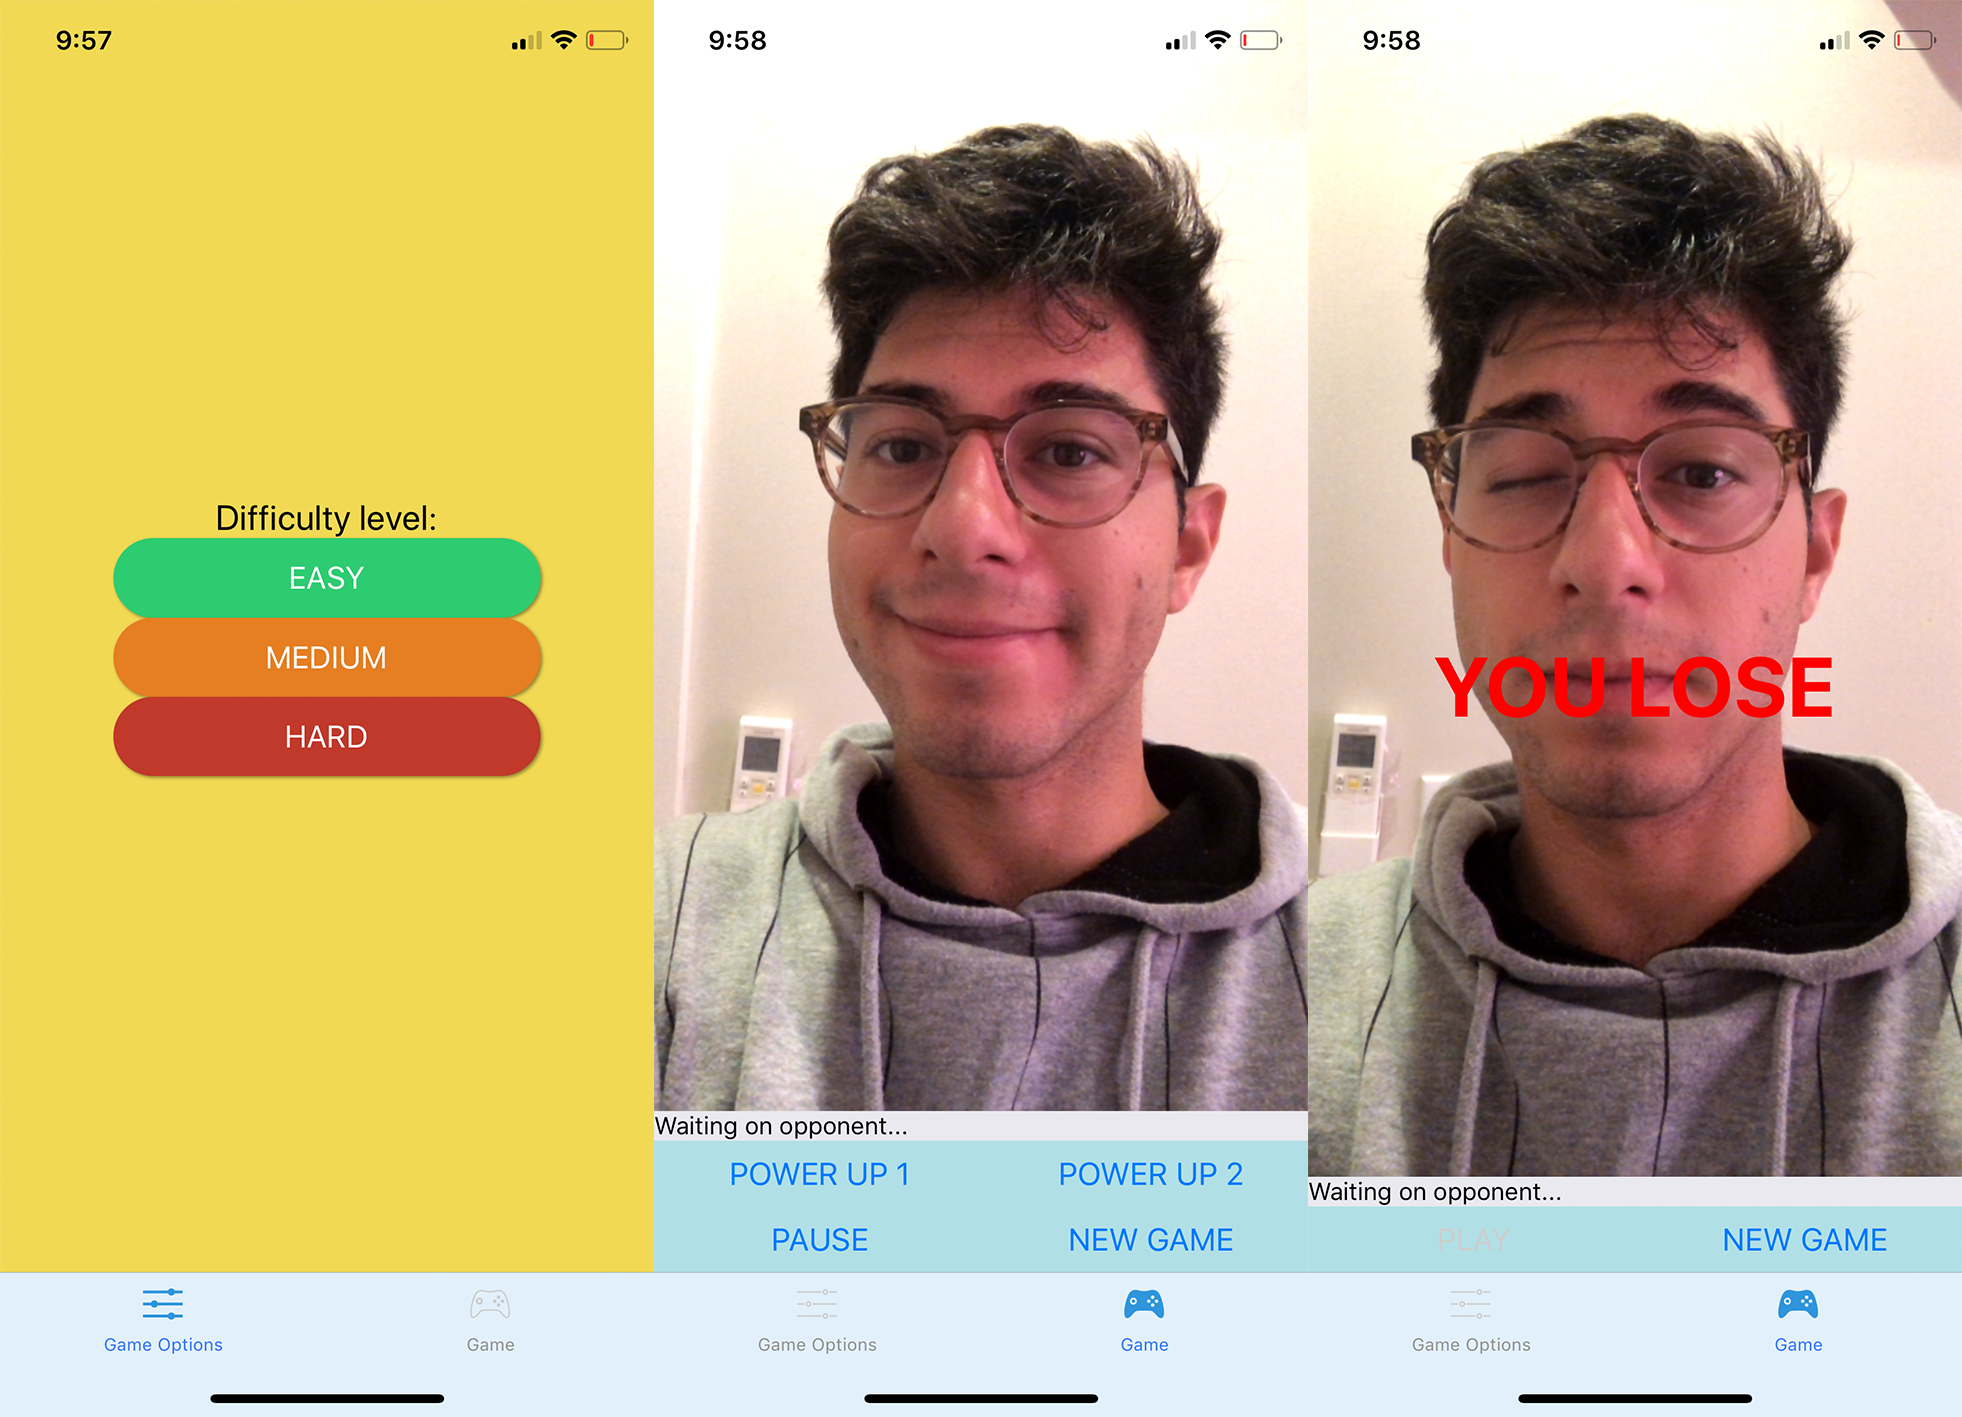 9:57
Difficulty level:
EASY
MEDIUM
HARD
Game Options
Game
9:58
Waiting on opponent...
POWER UP 1
POWER UP 2
PAUSE
NEW GAME
Game Options
Game
9:58
YOU LOSE
Waiting on opponent...
PLAY
NEW GAME
Game Options
Game